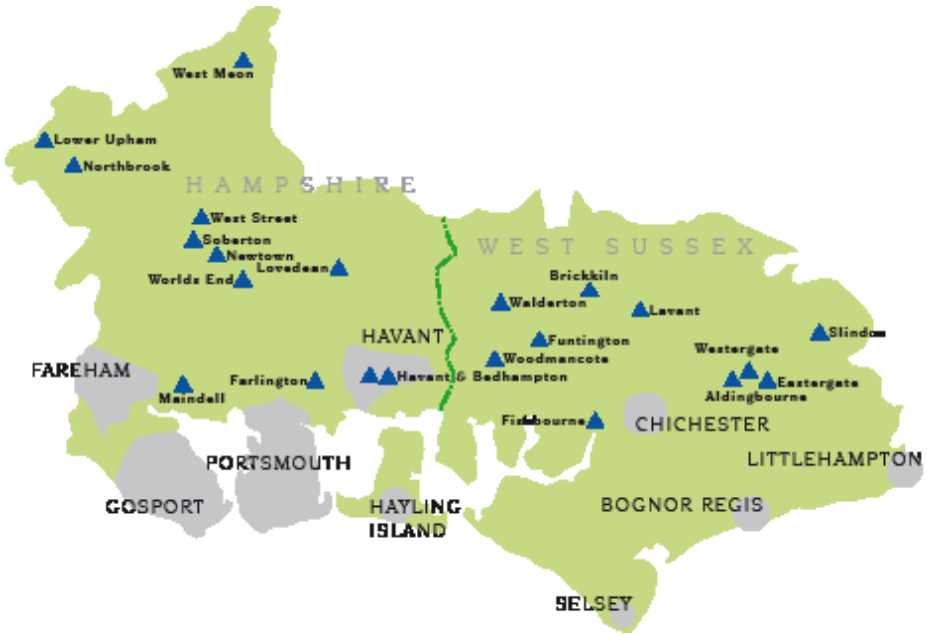 West Meon
Lower Upham
Northbrook
HAMPSHIRE
West Street
Soberton
Newtown
Lovedean
Worlds End
WEST SUSSEX
Brickkiln
Walderton
Lavant
Slindon
HAVANT
Funtington
Westergate
Woodmancote
FAREHAM
Maindell
Farlington
Havant & Bedhampton
Eastergate
Aldingbourne
Fishbourne
CHICHESTER
PORTSMOUTH
LITTLEHAMPTON
GOSPORT
HAYLING
ISLAND
BOGNOR REGIS
SELSEY